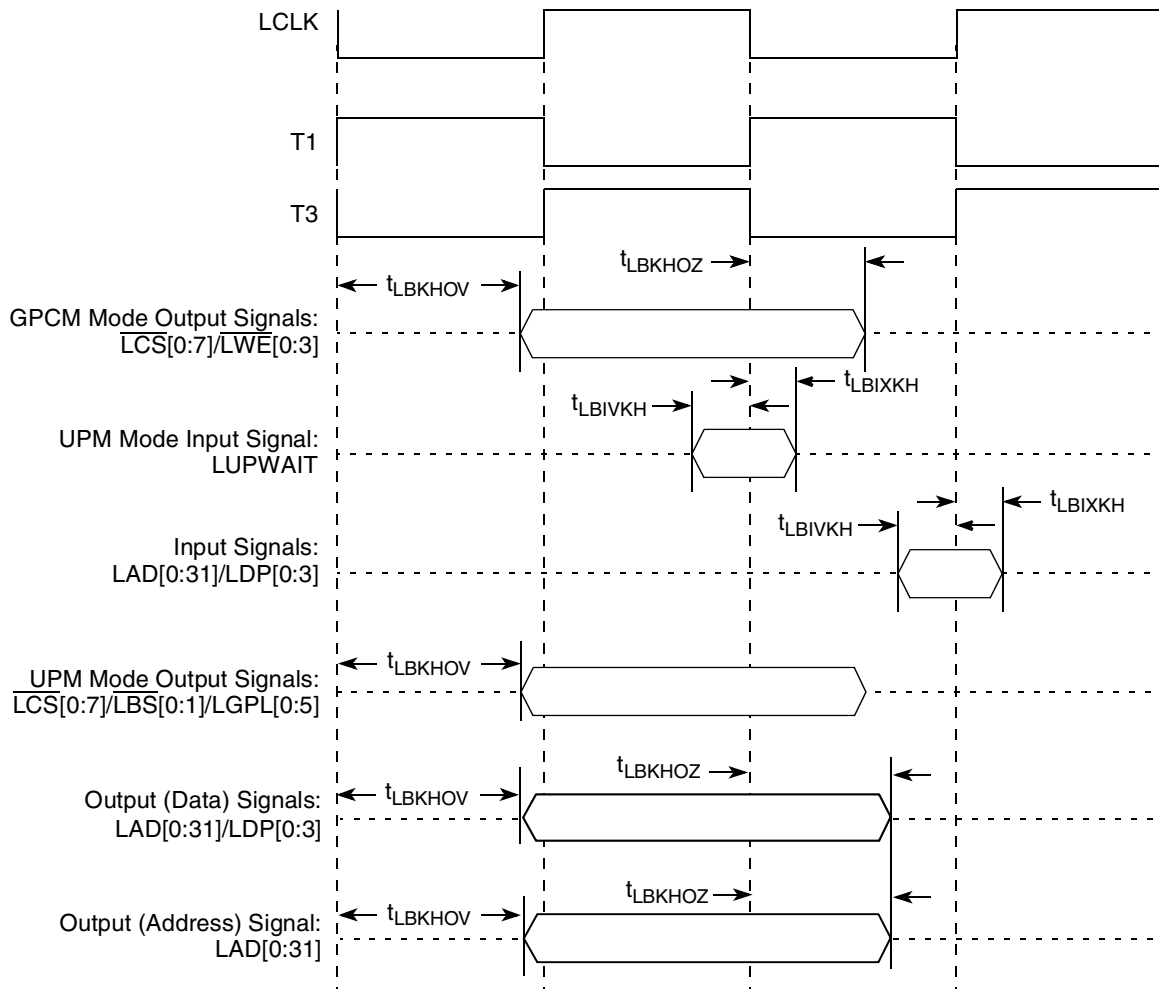 LCLK
T1
T3
tLBKHOZ
tLBKHOV
GPCM Mode Output Signals:
LCS[0:7]/LWE[0:3]
tLBIXKH
tLBIVKH
UPM Mode Input Signal:
LUPWAIT
tLBIXKH
tLBIVKH
Input Signals:
LAD[0:31]/LDP[0:3]
tLBKHOV
UPM Mode Output Signals:
LCS[0:7]/LBS[0:1]/LGPL[0:5]
tLBKHOZ
tLBKHOV
Output (Data) Signals:
LAD[0:31]/LDP[0:3]
tLBKHOZ
tLBKHOV
Output (Address) Signal:
LAD[0:31]